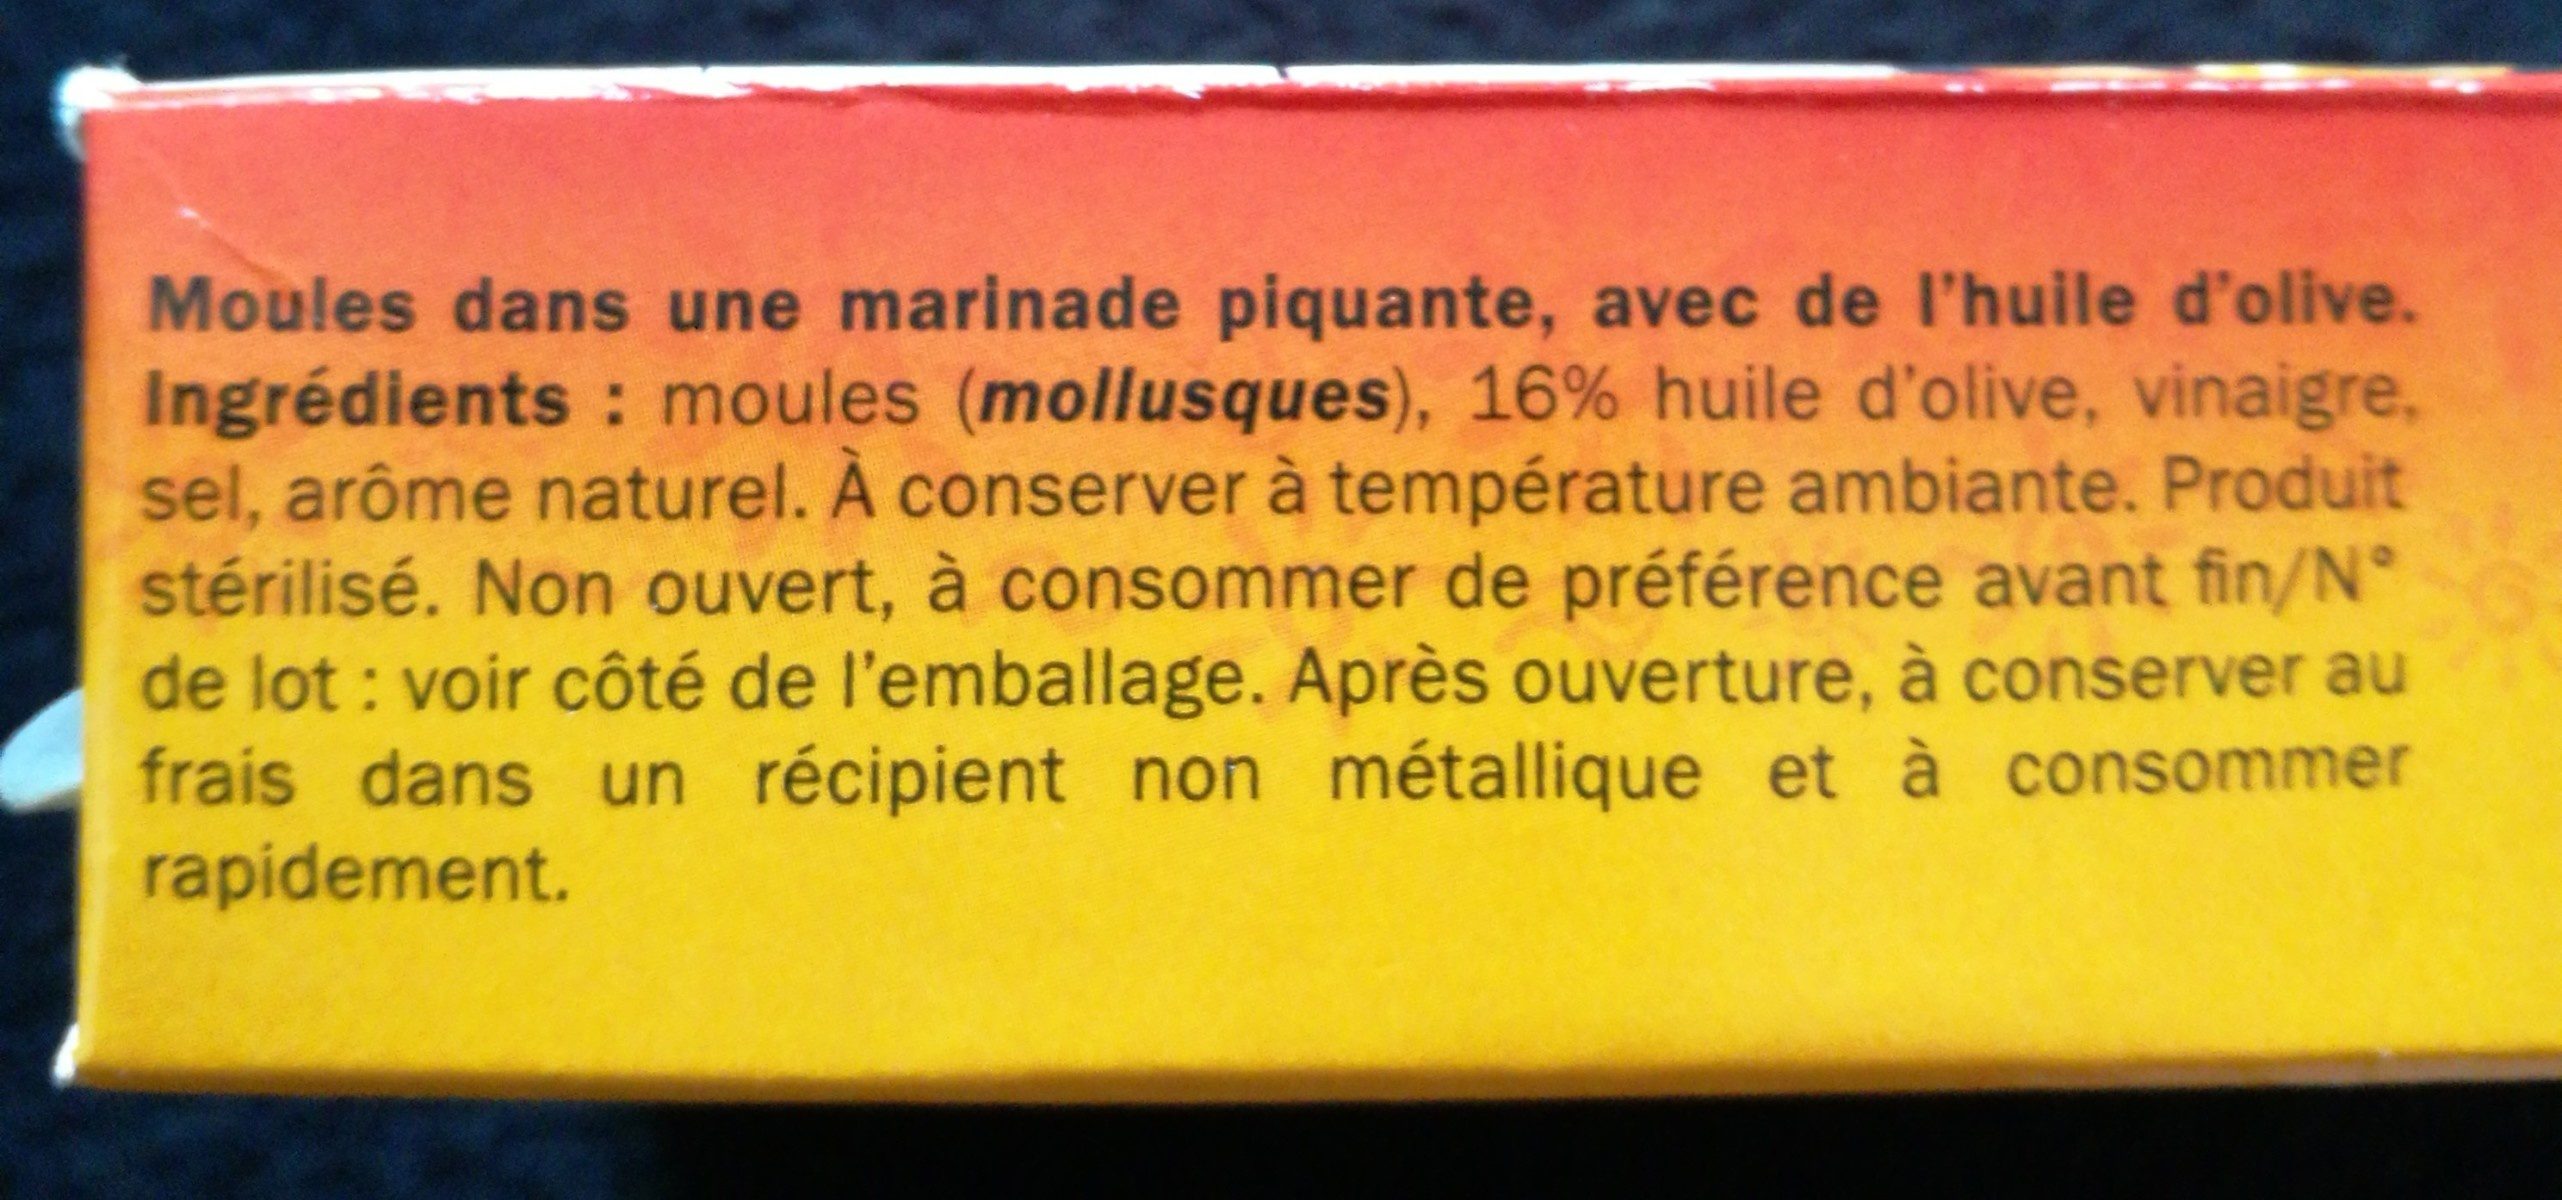 Moules dans une marinade piquante, avec de l'huile d'olive.
Ingrédients : moules (mollusques), 16% huile d'olive, vinaigre,
sel, arôme naturel. À conserver à température ambiante. Produit
stérilisé. Non ouvert, à consommer de préférence avant fin/N°
de lot : voir côté de l'emballage. Après ouverture, à conserver au
frais dans un récipient non métallique et à consommer
rapidement.